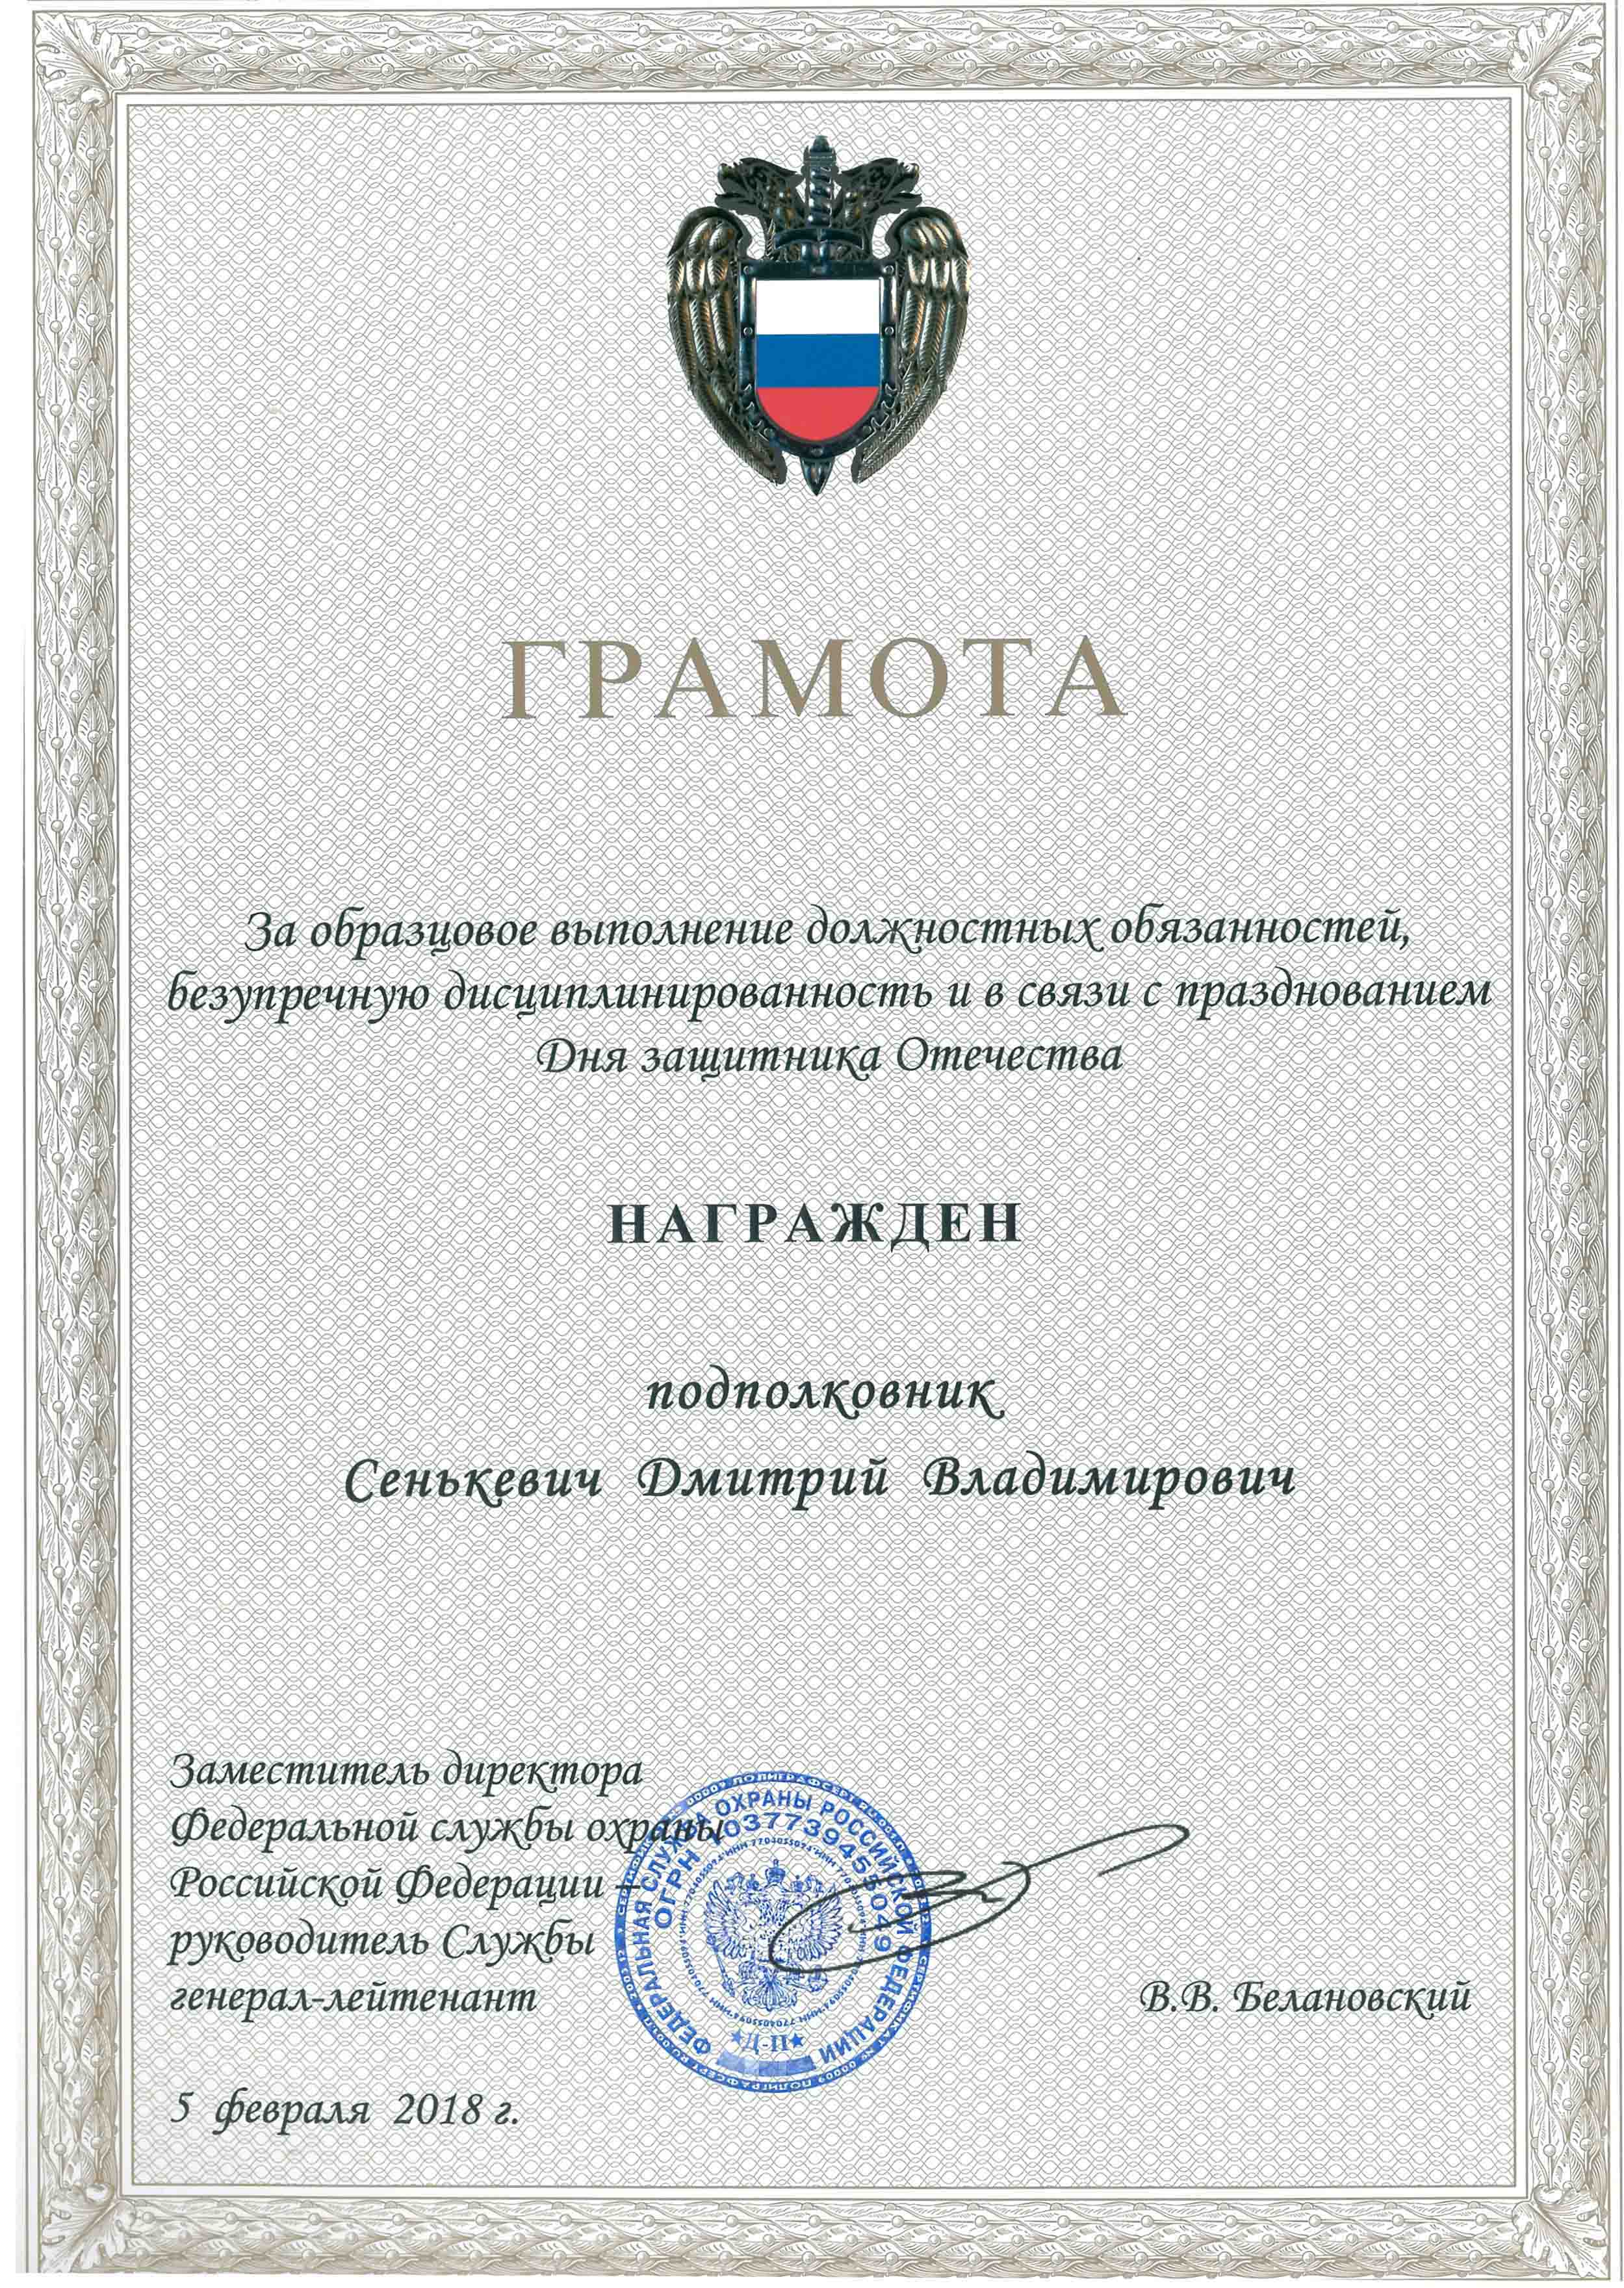 ГРАМОТА
За образцовое выполнение должностных обязанностей,
безупречную дисциплинированность и в связи с празднованием
Дня защитника Отечества
НАГРАЖДЕН
подполковник
Сенькевич Дмитрий Владимирович
Заместитель директора
Федеральной службы охраны
Российской Федерации –
руководитель Службы
генерал-лейтенант
В.В. Белановский
5 февраля 2018 г.
ФЕДЕРАЛЬНАЯ СЛУЖБА ОХРАНЫ РОССИЙСКОЙ ФЕДЕРАЦИИ
ОГРН 1037739455049
ИНН 7704055094
★Д-П★